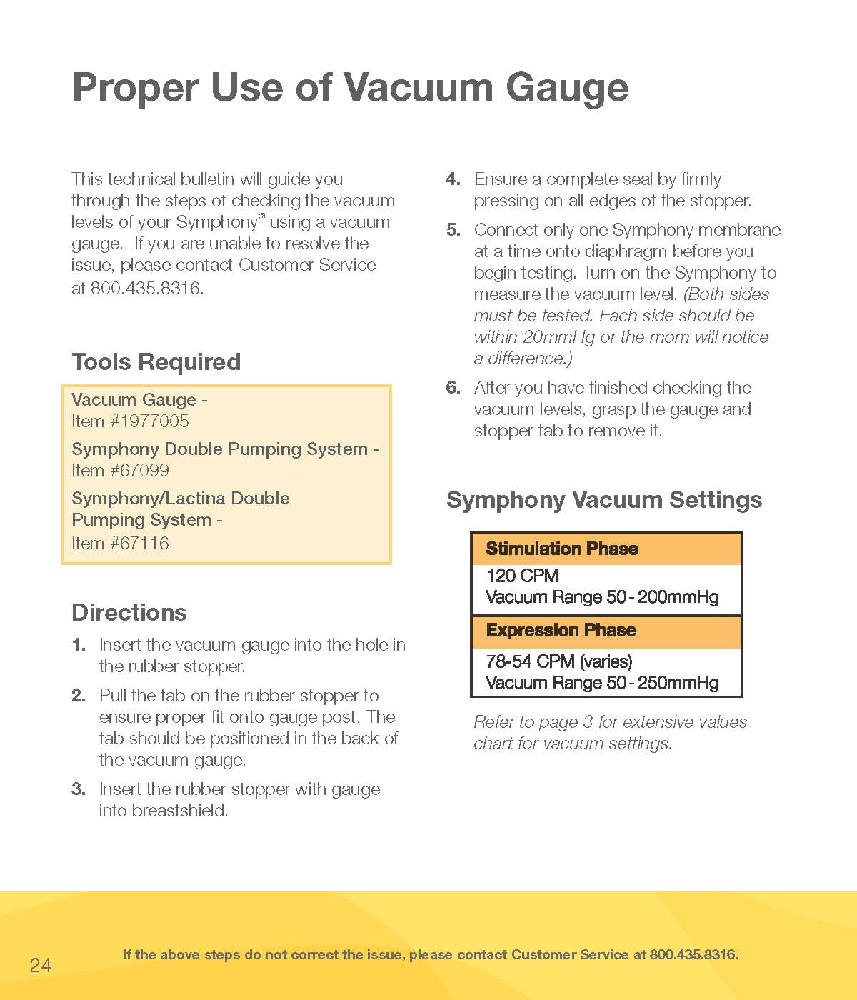 Proper Use of Vacuum Gauge
This technical bulletin will guide you
through the steps of checking the vacuum
levels of your Symphony® using a vacuum
gauge.  If you are unable to resolve the
issue, please contact Customer Service
at 800.435.8316.
Tools Required
Vacuum Gauge -
Item #1977005
Symphony Double Pumping System -
Item #67099
Symphony/Lactina Double
Pumping System -
Item #67116
Directions
1. Insert the vacuum gauge into the hole in
the rubber stopper.
2. Pull the tab on the rubber stopper to
ensure proper fit onto gauge post. The
tab should be positioned in the back of
the vacuum gauge.
3. Insert the rubber stopper with gauge
into breastshield.
4. Ensure a complete seal by firmly
pressing on all edges of the stopper.
5. Connect only one Symphony membrane
at a time onto diaphragm before you
begin testing. Turn on the Symphony to
measure the vacuum level. (Both sides
must be tested. Each side should be
within 20mmHg or the mom will notice
a difference.)
6. After you have finished checking the
vacuum levels, grasp the gauge and
stopper tab to remove it.
Symphony Vacuum Settings
Stimulation Phase
120 CPM
Vacuum Range 50 - 200mmHg
Expression Phase
78-54 CPM (varies)
Vacuum Range 50 - 250mmHg
Refer to page 3 for extensive values
chart for vacuum settings.
24
If the above steps do not correct the issue, please contact Customer Service at 800.435.8316.